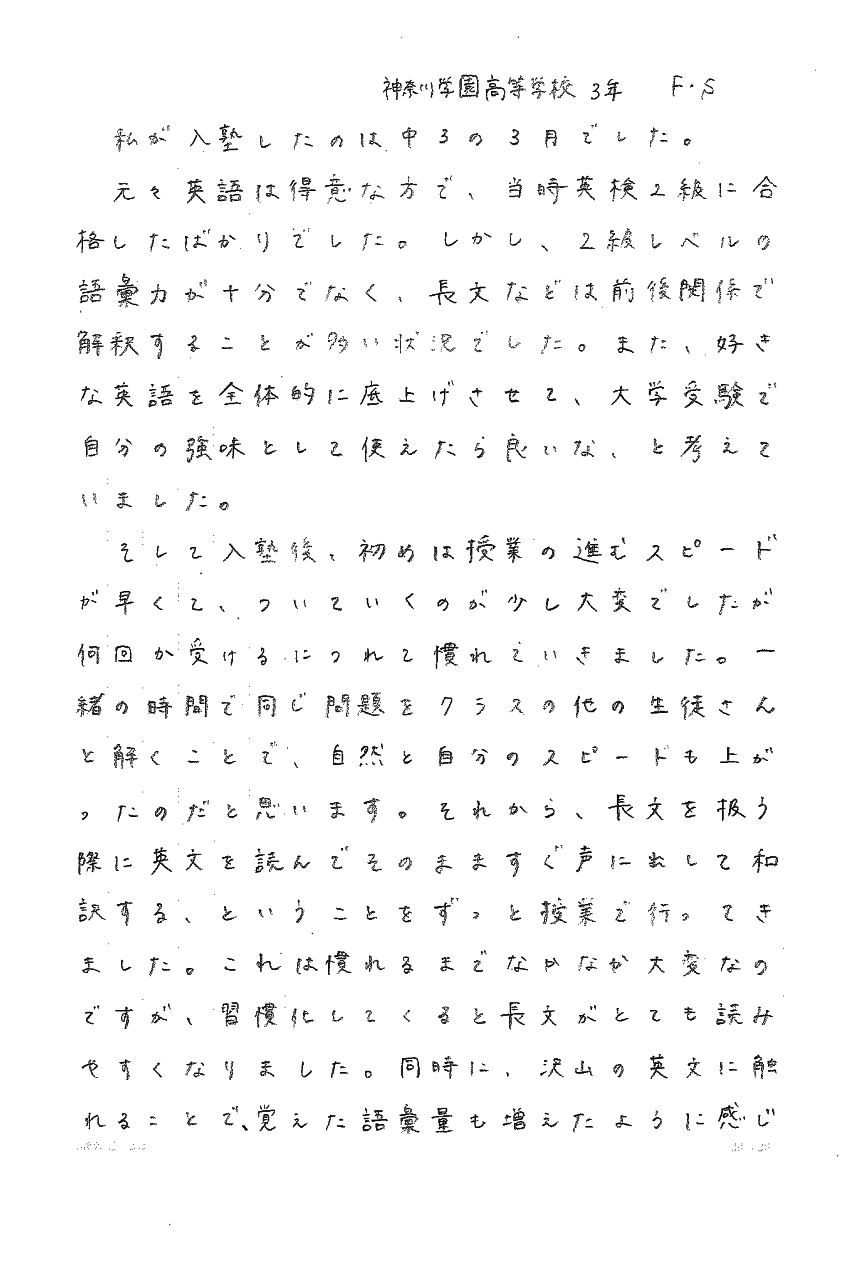 神奈川学園高等学校 3年 F・S
私が入塾したのは中3の3月でした。
元々英語は得意な方で、当時英検2級に合
格したばかりでした。しかし、2級レベルの
語彙力が十分でなく、長文などは前後関係で
解釈することが多い状況でした。また、好き
な英語を全体的に底上げさせて、大学受験で
自分の強味として使えたら良いな、と考えて
いました。
そして入塾後、初めは授業の進むスピード
が早くて、ついていくのが少し大変でしたが
何回か受けるにつれて慣れていきました。一
緒の時間で同じ問題をクラスの他の生徒さん
と解くことで、自然と自分のスピードも上が
ったのだと思います。それから、長文を扱う
際に英文を読んでそのまますぐ声に出して和
訳する、ということをずっと授業で行ってき
ました。これは慣れるまでなかなか大変なの
ですが、習慣化してくると長文がとても読み
やすくなりました。同時に、沢山の英文に触
れることで、覚えた語彙量も増えたように感じ